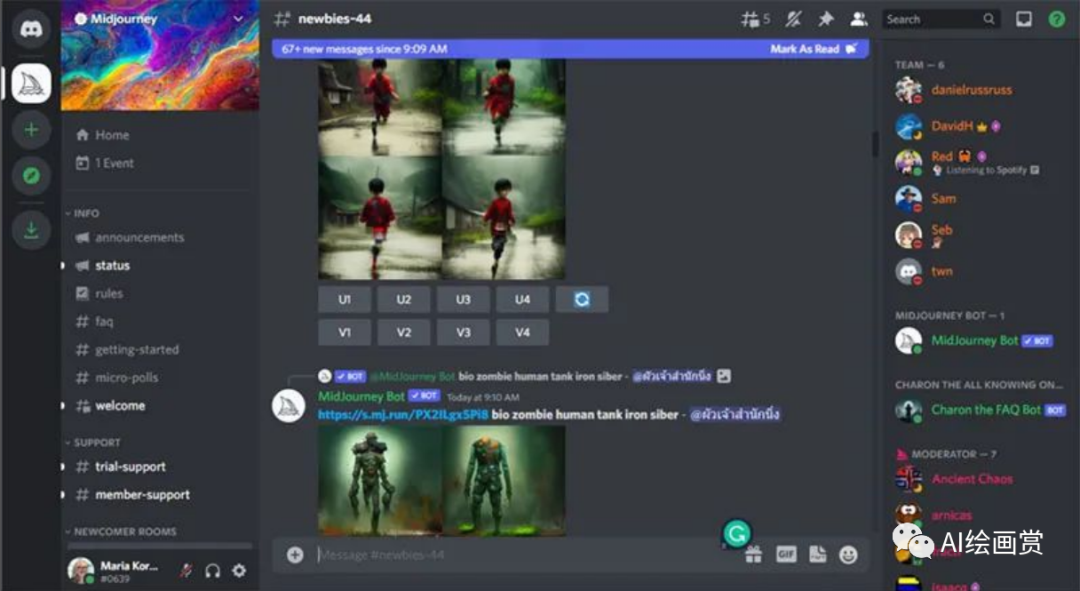 Midjourney
newbies-44
5
Search
67+ new messages since 9:09 AM
Mark As Read
Home
1 Event
INFO
announcements
status
rules
faq
getting-started
micro-polls
welcome
SUPPORT
trial-support
member-support
NEWCOMER ROOMS
Maria Kor...
#0639
U1 U2 U3 U4
V1 V2 V3 V4
BOT @MidJourney Bot bio zombie human tank iron siber - @ผัวเจ้าสำนักนึ่ง
MidJourney Bot BOT Today at 9:10 AM
https://s.mj.run/PX2ILgx5Pi8 bio zombie human tank iron siber - @ผัวเจ้าสำนักนึ่ง
Message #newbies-44
GIF
TEAM — 6
danielrussruss
DavidH
Red
Listening to Spotify
Sam
Seb
twn
MIDJOURNEY BOT — 1
MidJourney Bot BOT
CHARON THE ALL KNOWING ON...
Charon the FAQ Bot BOT
MODERATOR — 7
Ancient Chaos
arnicas
AI绘画赏
isaacg